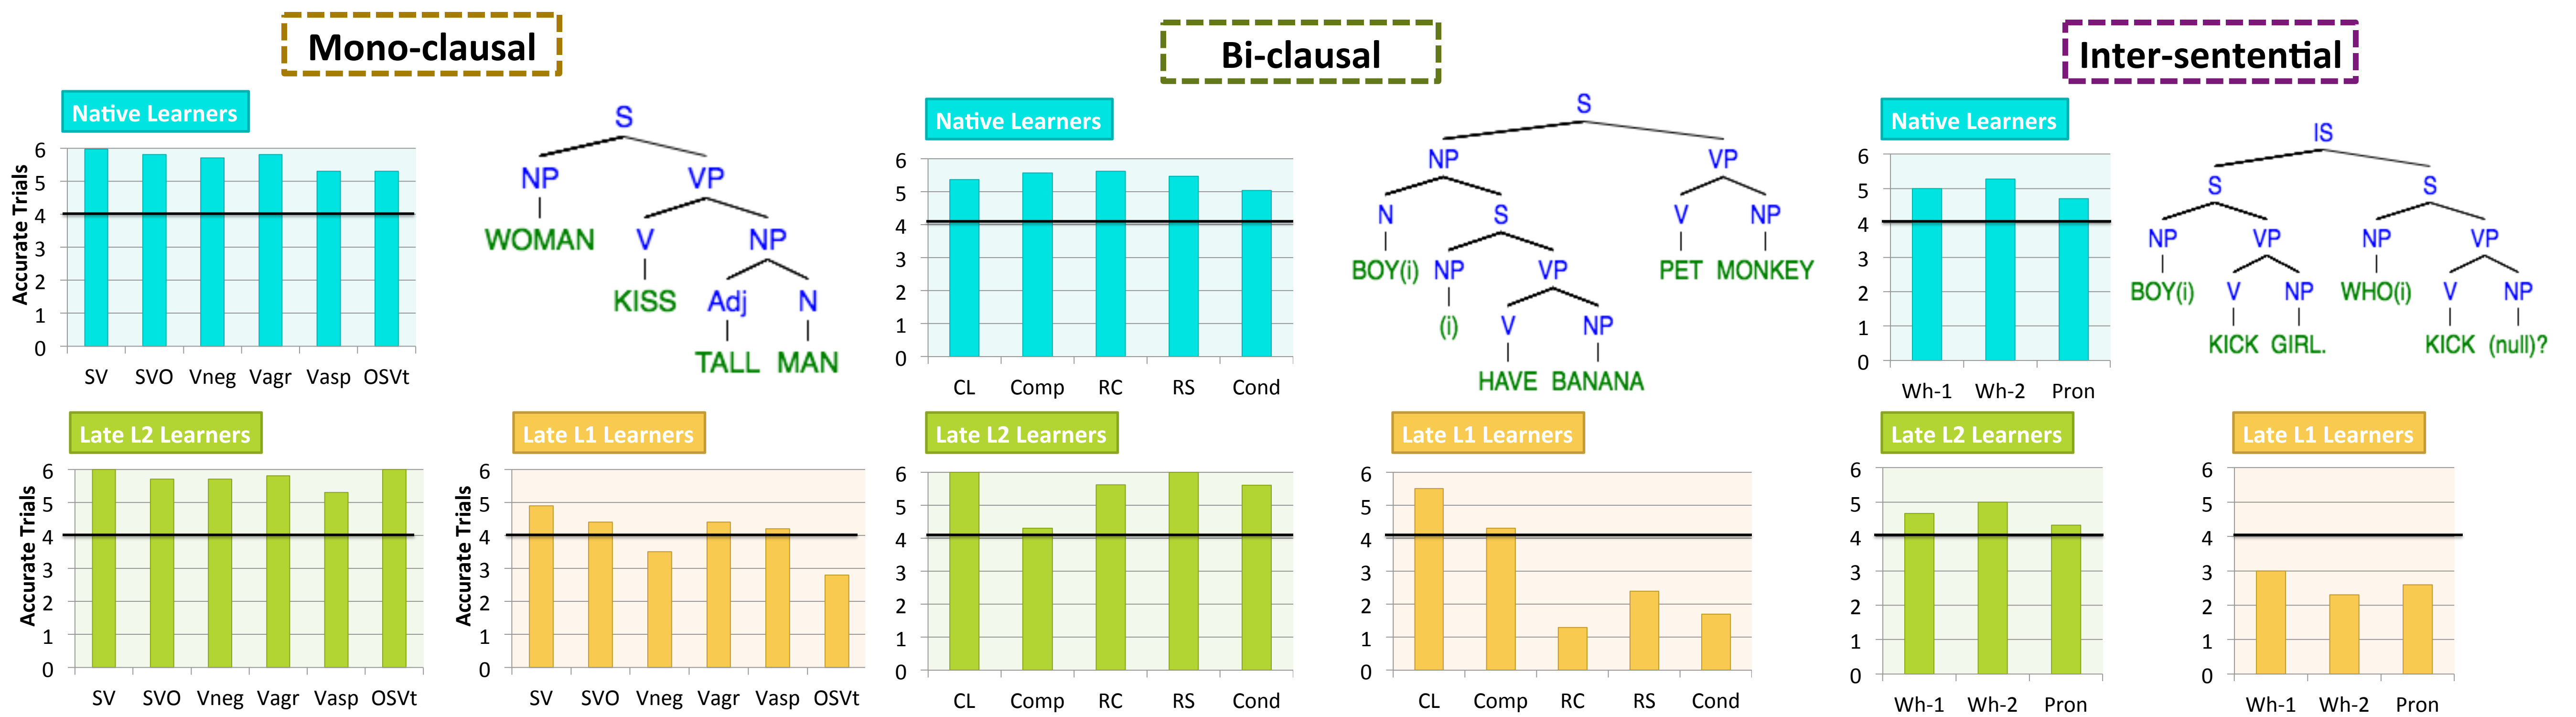 Mono-clausal
Native Learners
Accurate Trials
6
5
4
3
2
1
0
SV SVO Vneg Vagr Vasp OSVt
S
NP VP
WOMAN V NP
KISS Adj N
TALL MAN
Late L2 Learners
Accurate Trials
6
5
4
3
2
1
0
SV SVO Vneg Vagr Vasp OSVt
Late L1 Learners
Accurate Trials
6
5
4
3
2
1
0
SV SVO Vneg Vagr Vasp OSVt
Bi-clausal
Native Learners
6
5
4
3
2
1
0
CL Comp RC RS Cond
S
NP VP
N S V NP
BOY(i) NP VP PET MONKEY
(i) V NP
HAVE BANANA
Late L2 Learners
6
5
4
3
2
1
0
CL Comp RC RS Cond
Late L1 Learners
6
5
4
3
2
1
0
CL Comp RC RS Cond
Inter-sentential
Native Learners
6
5
4
3
2
1
0
Wh-1 Wh-2 Pron
IS
S S
NP VP NP VP
BOY(i) V NP WHO(i) V NP
KICK GIRL. KICK (null)?
Late L2 Learners
6
5
4
3
2
1
0
Wh-1 Wh-2 Pron
Late L1 Learners
6
5
4
3
2
1
0
Wh-1 Wh-2 Pron